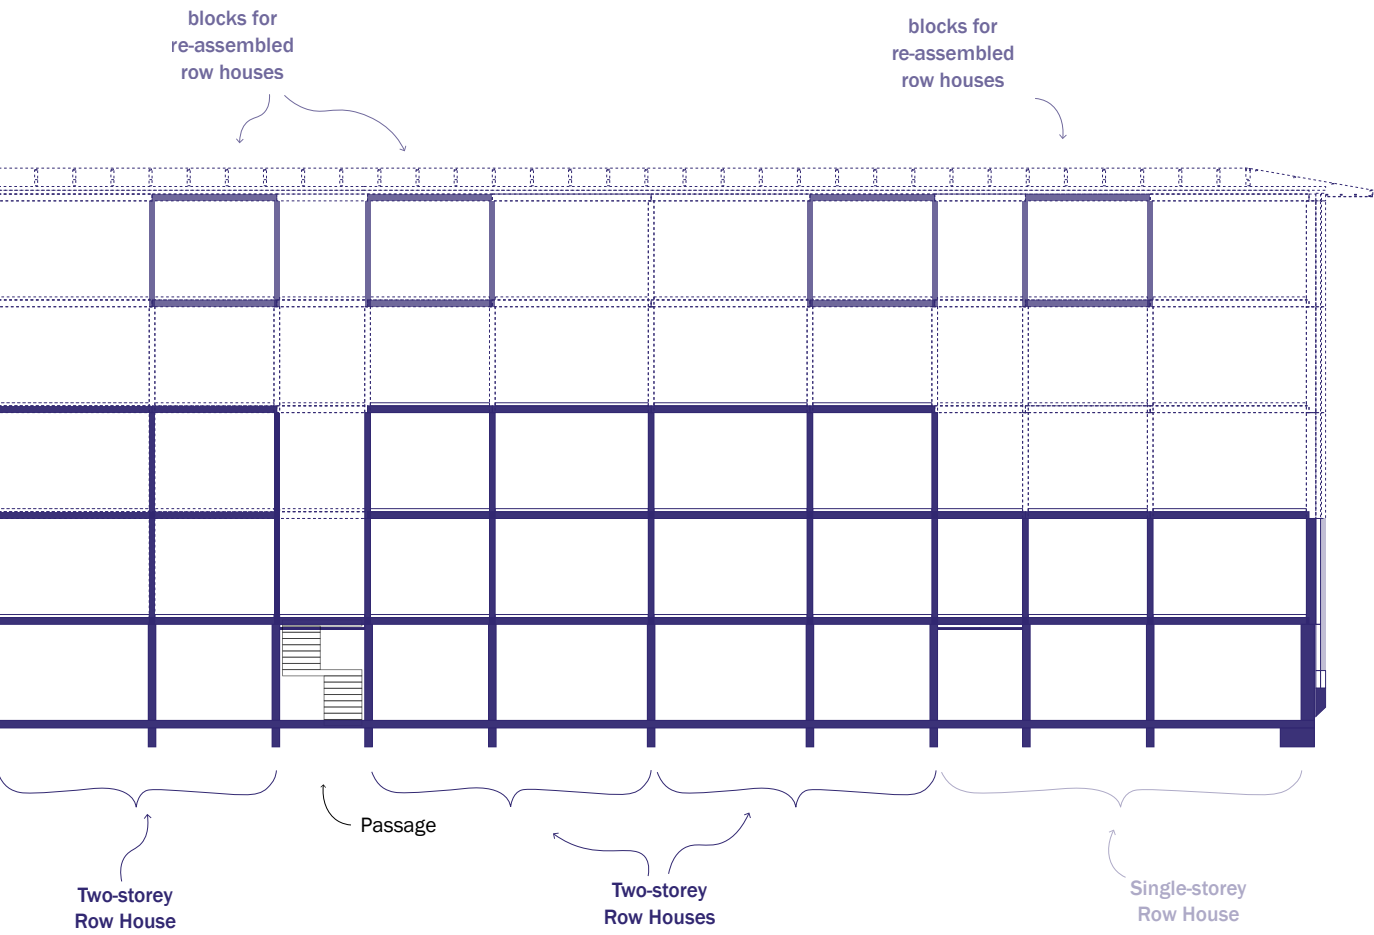 blocks for
re-assembled
row houses
blocks for
re-assembled
row houses
Passage
Two-storey
Row House
Two-storey
Row Houses
Single-storey
Row House